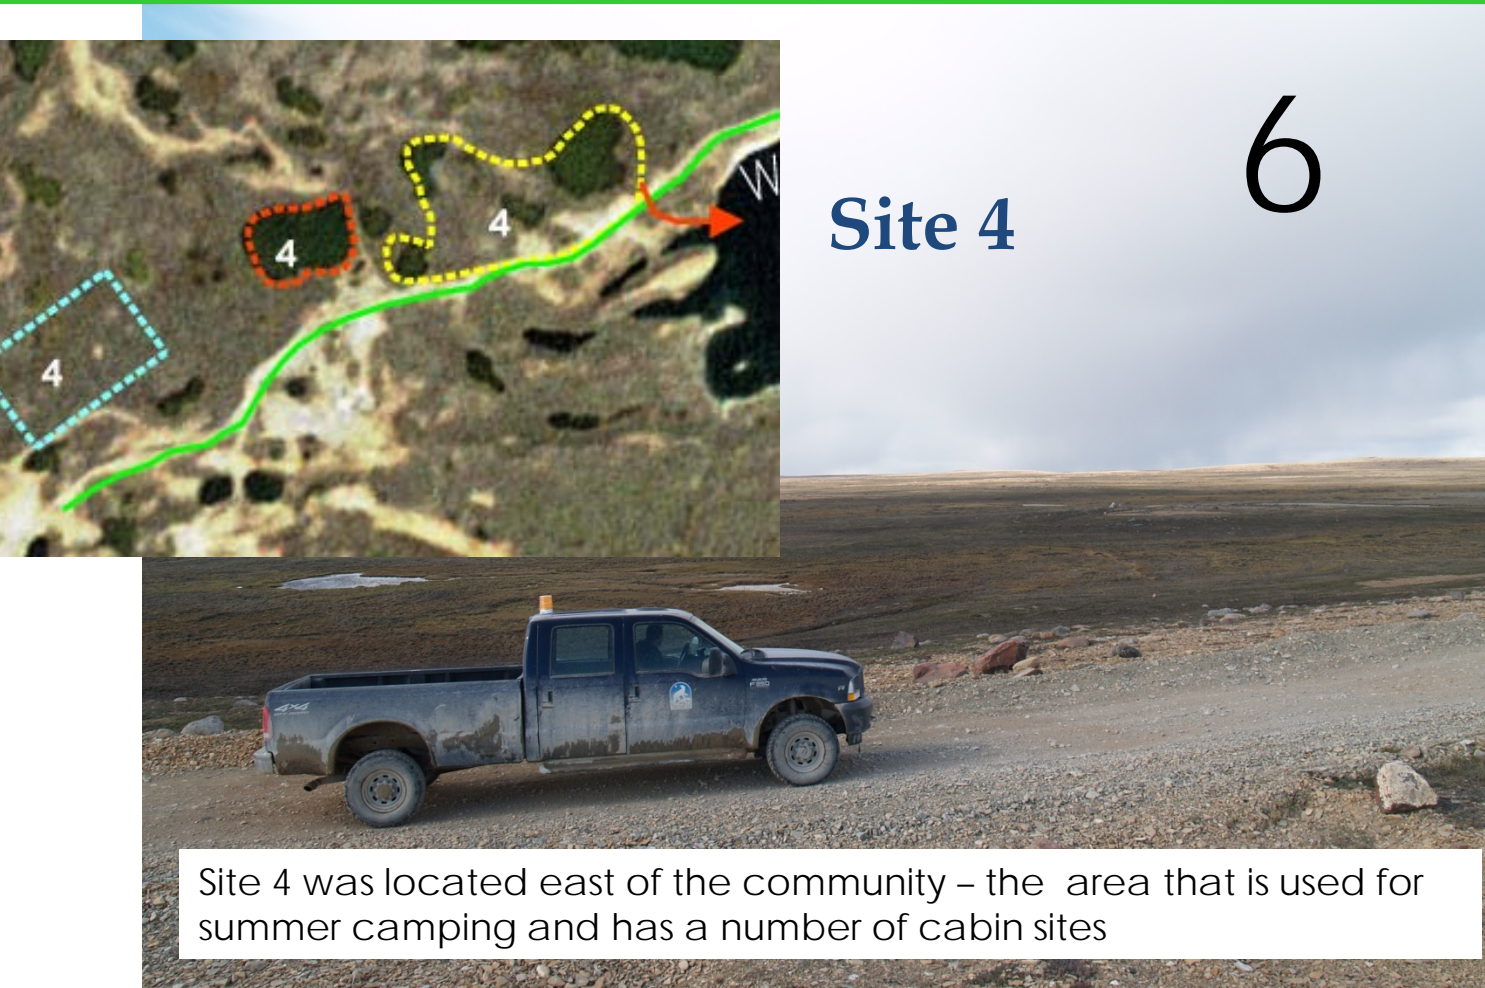 6
Site 4
4
4
4
W
4x4
Site 4 was located east of the community – the area that is used for
summer camping and has a number of cabin sites